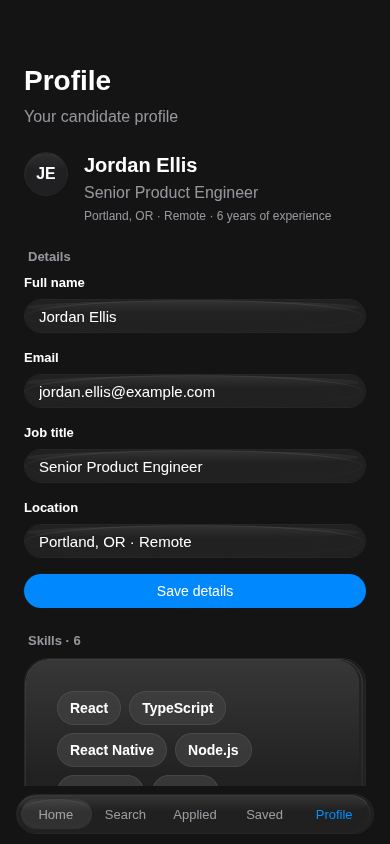 Profile
Your candidate profile
JE
Jordan Ellis
Senior Product Engineer
Portland, OR · Remote · 6 years of experience
Details
Full name
Jordan Ellis
Email
jordan.ellis@example.com
Job title
Senior Product Engineer
Location
Portland, OR · Remote
Save details
Skills · 6
React TypeScript
React Native Node.js
Home Search Applied Saved Profile